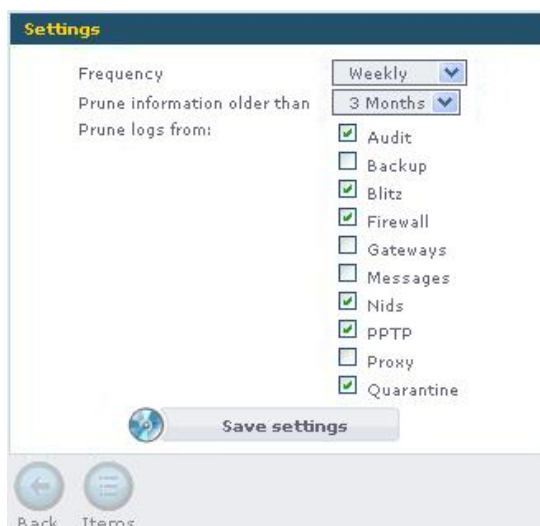 Settings
Frequency Weekly
Prune information older than 3 Months
Prune logs from: Audit
Backup
Blitz
Firewall
Gateways
Messages
Nids
PPTP
Proxy
Quarantine
Save settings
Back Items